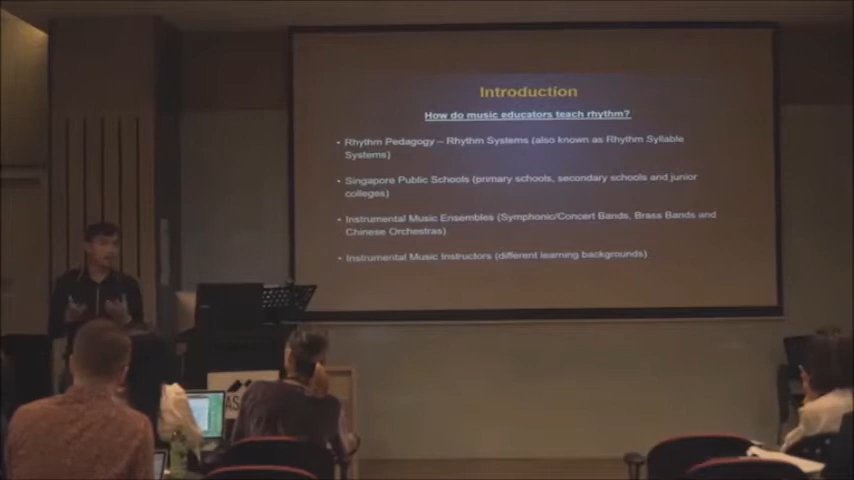 Introduction
How do music educators teach rhythm?
• Rhythm Pedagogy – Rhythm Systems (also known as Rhythm Syllable
Systems)
• Singapore Public Schools (primary schools, secondary schools and junior
colleges)
• Instrumental Music Ensembles (Symphonic/Concert Bands, Brass Bands and
Chinese Orchestras)
• Instrumental Music Instructors (different learning backgrounds)
AS